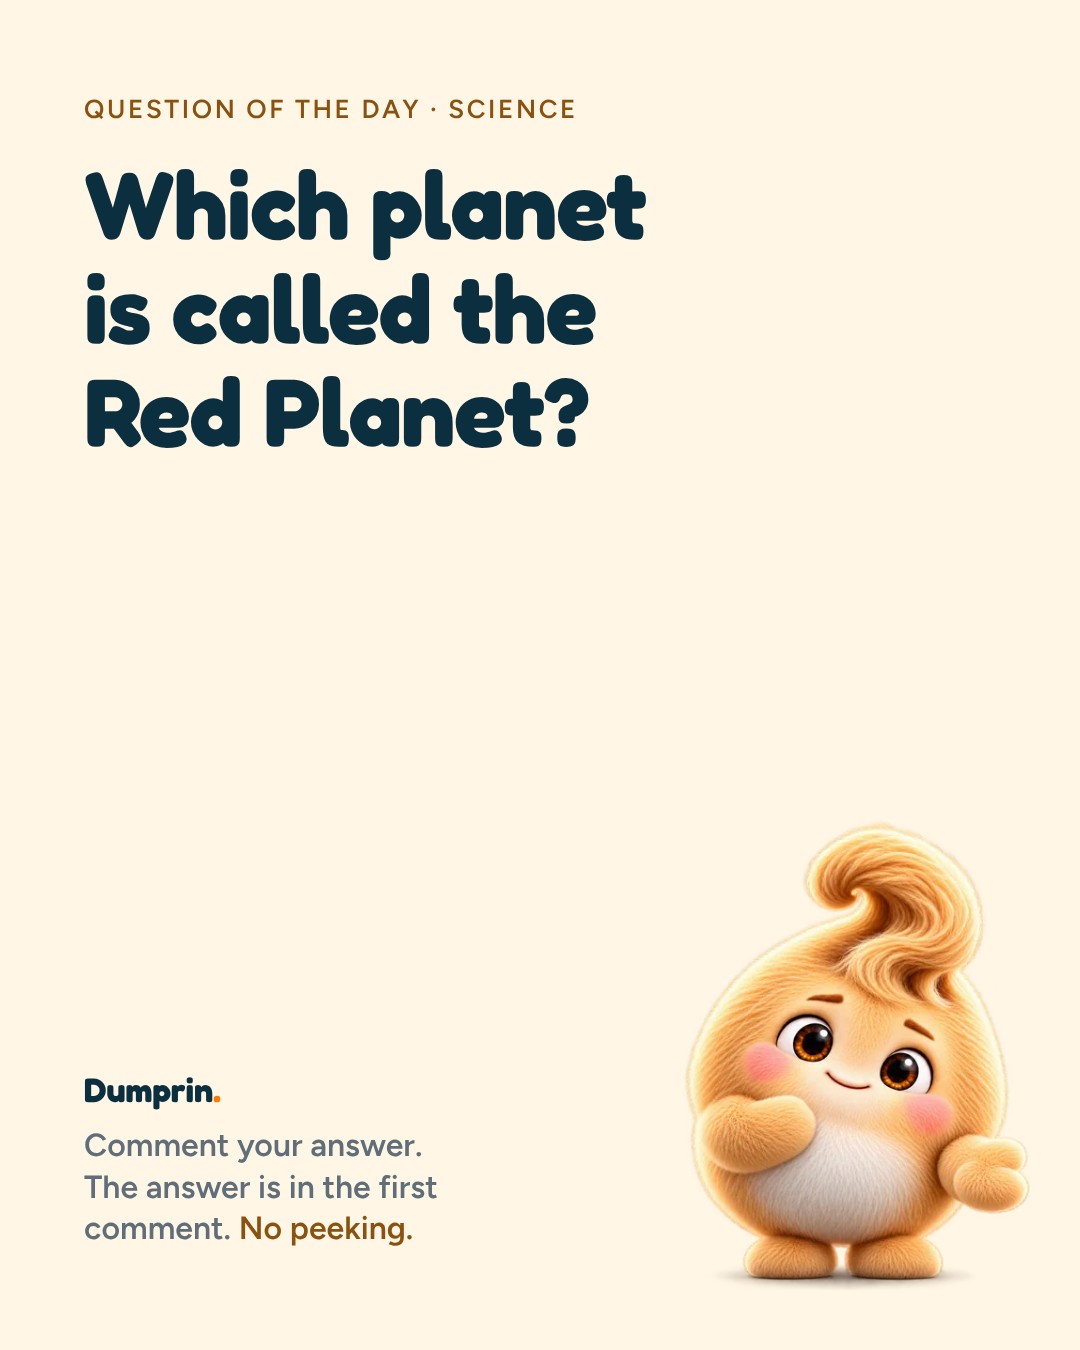 QUESTION OF THE DAY · SCIENCE
Which planet
is called the
Red Planet?
Dumprin.
Comment your answer.
The answer is in the first
comment. No peeking.